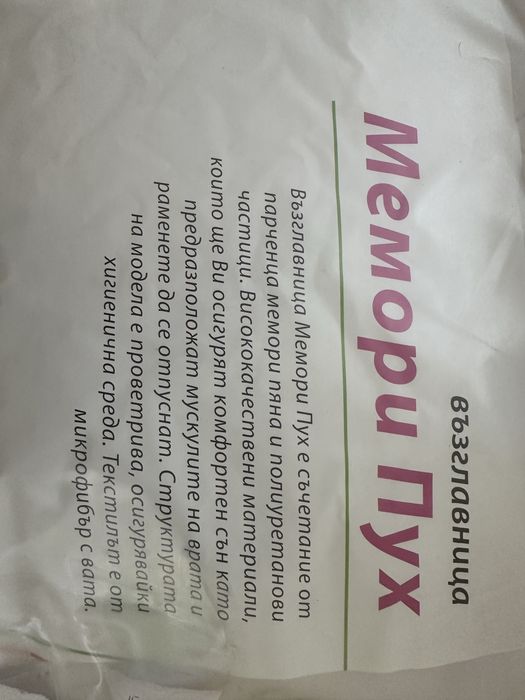 възглавница
Мемори Пух
Възглавница Мемори Пух е съчетание от
парченца мемори пяна и полиуретанови
частици. Висококачествени материали,
които ще Ви осигурят комфортен сън като
предразположат мускулите на врата и
раменете да се отпуснат. Структурата
на модела е проветрива, осигурявайки
хигиенична среда. Текстилът е от
микрофибър с вата.